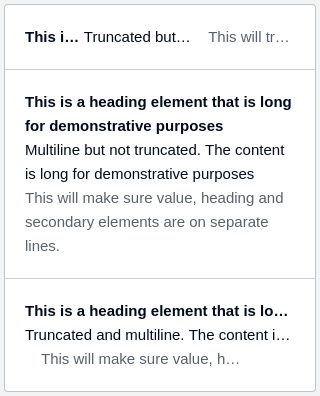 This i… Truncated but… This will tr…
This is a heading element that is long
for demonstrative purposes
Multiline but not truncated. The content
is long for demonstrative purposes
This will make sure value, heading and
secondary elements are on separate
lines.
This is a heading element that is lo…
Truncated and multiline. The content i…
This will make sure value, h…